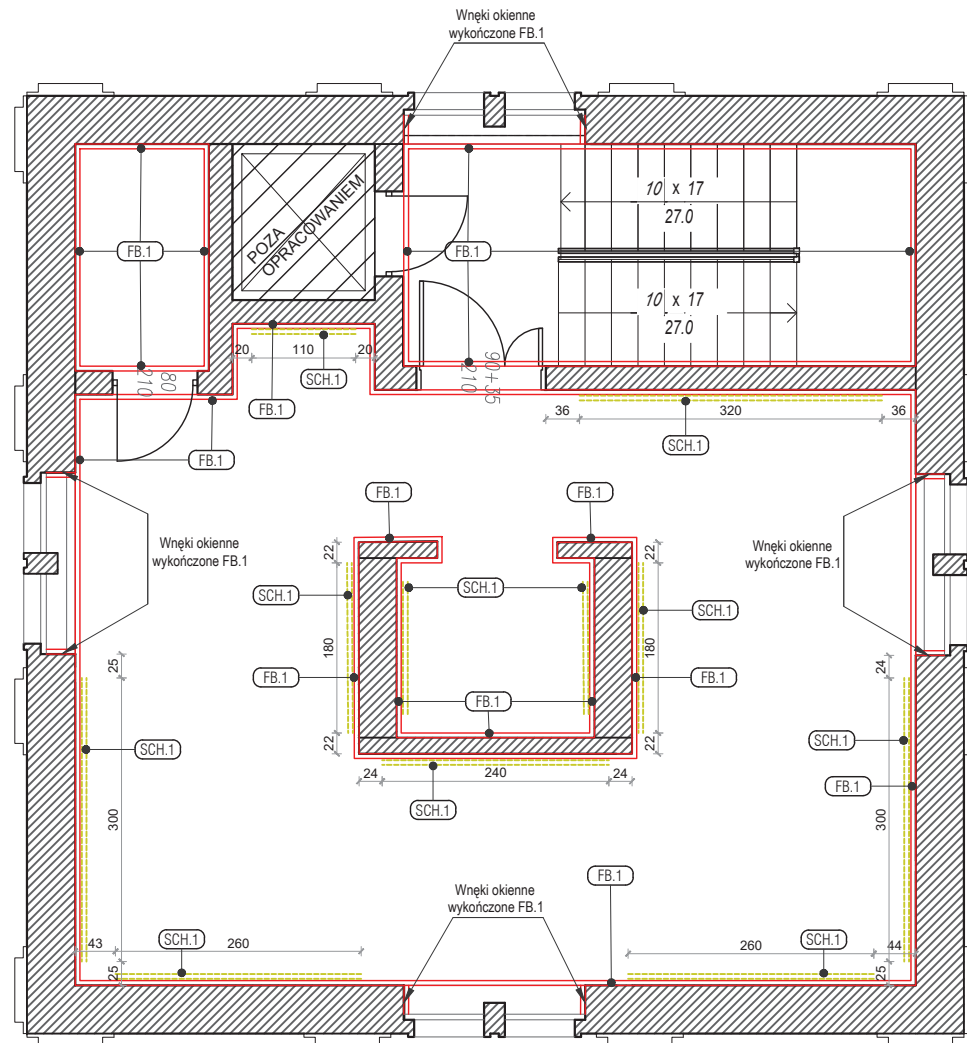 Wnęki okienne
wykończone FB.1
POZA
OPRACOWANIEM
10 x 17
27.0
FB.1
FB.1
10 x 17
27.0
20
110
20
SCH.1
80
210
90+35
210
FB.1
36
320
36
SCH.1
FB.1
FB.1
FB.1
Wnęki okienne
wykończone FB.1
Wnęki okienne
wykończone FB.1
22
22
SCH.1
SCH.1
SCH.1
180
180
FB.1
FB.1
FB.1
25
24
22
22
SCH.1
SCH.1
24
240
24
FB.1
SCH.1
300
300
FB.1
Wnęki okienne
wykończone FB.1
43
260
SCH.1
260
SCH.1
44
25
25